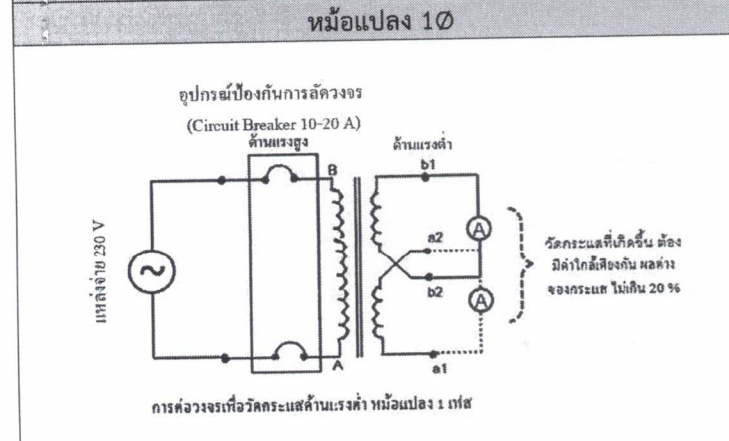 หม้อแปลง 1Ø
อุปกรณ์ป้องกันการลัดวงจร
(Circuit Breaker 10-20 A)
ด้านแรงสูง
ด้านแรงต่ำ
b1
B
A
a2
แหล่งจ่าย 230 V
วัดกระแสที่เกิดขึ้น ต้อง
มีค่าใกล้เคียงกัน ผลต่าง
ของกระแส ไม่เกิน 20 %
b2
A
A
a1
การต่อวงจรเพื่อวัดกระแสด้านแรงต่ำ หม้อแปลง 1 เฟส